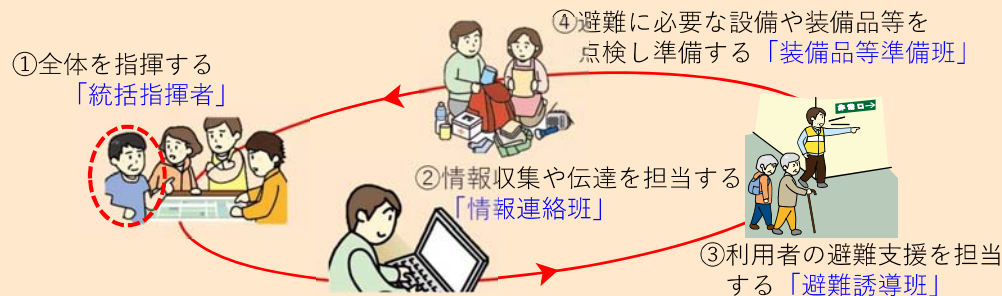 ①全体を指揮する
「統括指揮者」
②情報収集や伝達を担当する
「情報連絡班」
③利用者の避難支援を担当
する「避難誘導班」
④避難に必要な設備や装備品等を
点検し準備する「装備品等準備班」
非常口→